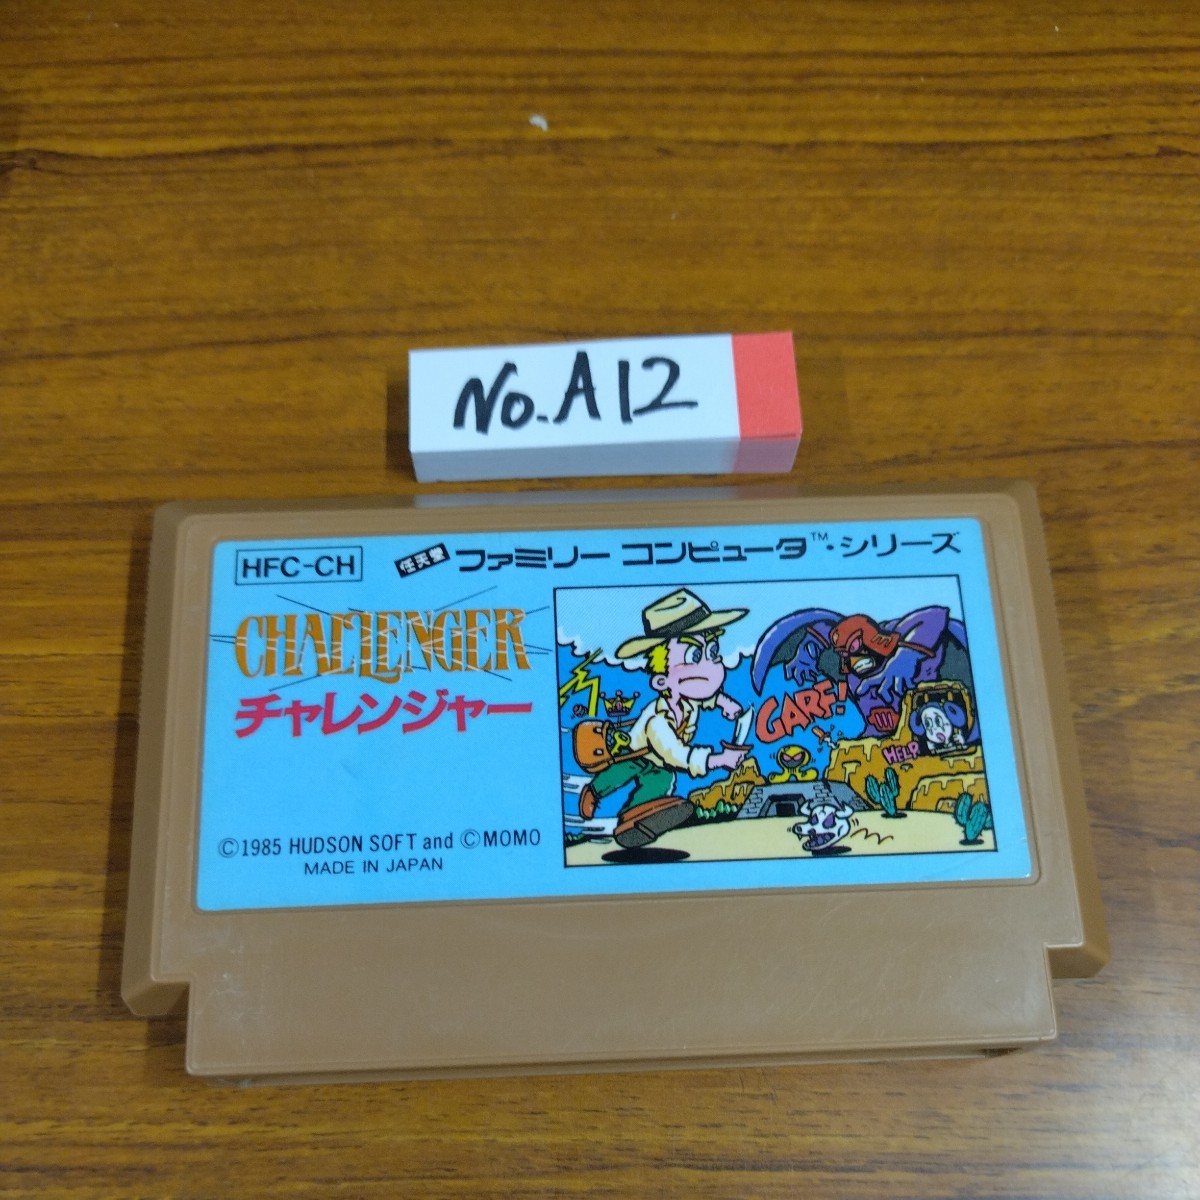 No. A12
HFC-CH
任天堂 ファミリー コンピュータ™・シリーズ
CHALLENGER
チャレンジャー
GARF!
HELP
©1985 HUDSON SOFT and ©MOMO
MADE IN JAPAN